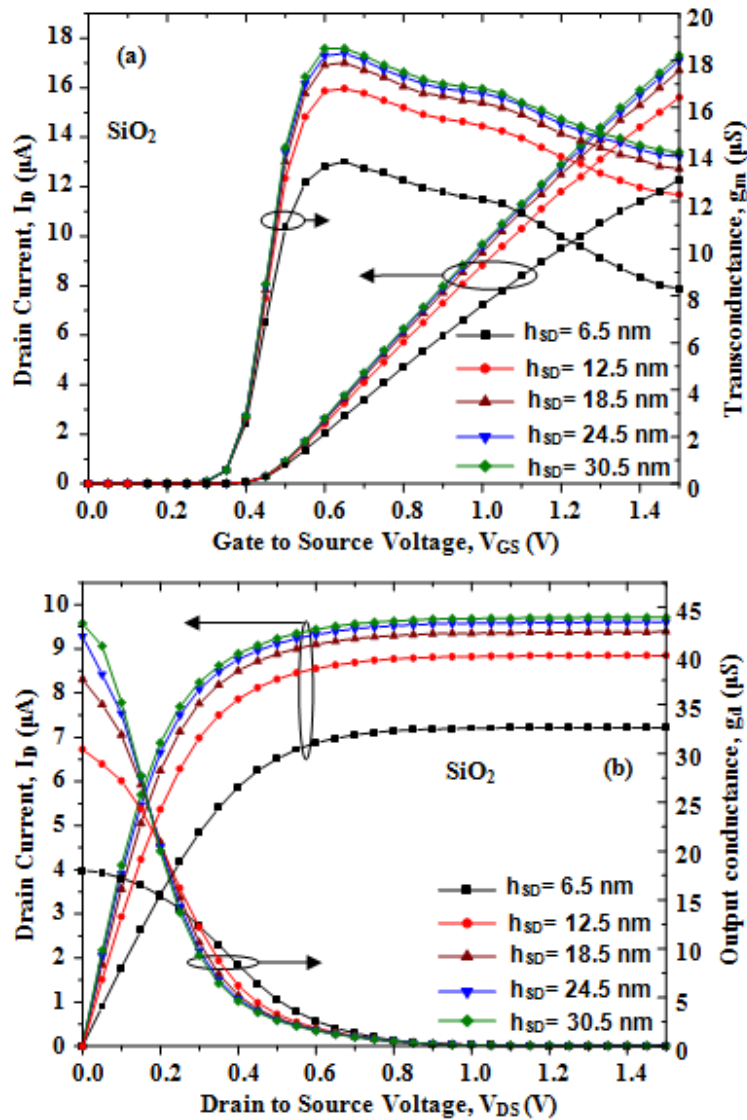 (a)
SiO2
Drain Current, ID (µA)
18
16
14
12
10
8
6
4
2
0
Transconductance, gm (µS)
20
18
16
14
12
10
8
6
4
2
0
hSD= 6.5 nm
hSD= 12.5 nm
hSD= 18.5 nm
hSD= 24.5 nm
hSD= 30.5 nm
0.0 0.2 0.4 0.6 0.8 1.0 1.2 1.4
Gate to Source Voltage, VGS (V)
Drain Current, ID (µA)
10
9
8
7
6
5
4
3
2
1
0
Output conductance, gd (µS)
45
40
35
30
25
20
15
10
5
0
SiO2
(b)
hSD= 6.5 nm
hSD= 12.5 nm
hSD= 18.5 nm
hSD= 24.5 nm
hSD= 30.5 nm
0.0 0.2 0.4 0.6 0.8 1.0 1.2 1.4
Drain to Source Voltage, VDS (V)